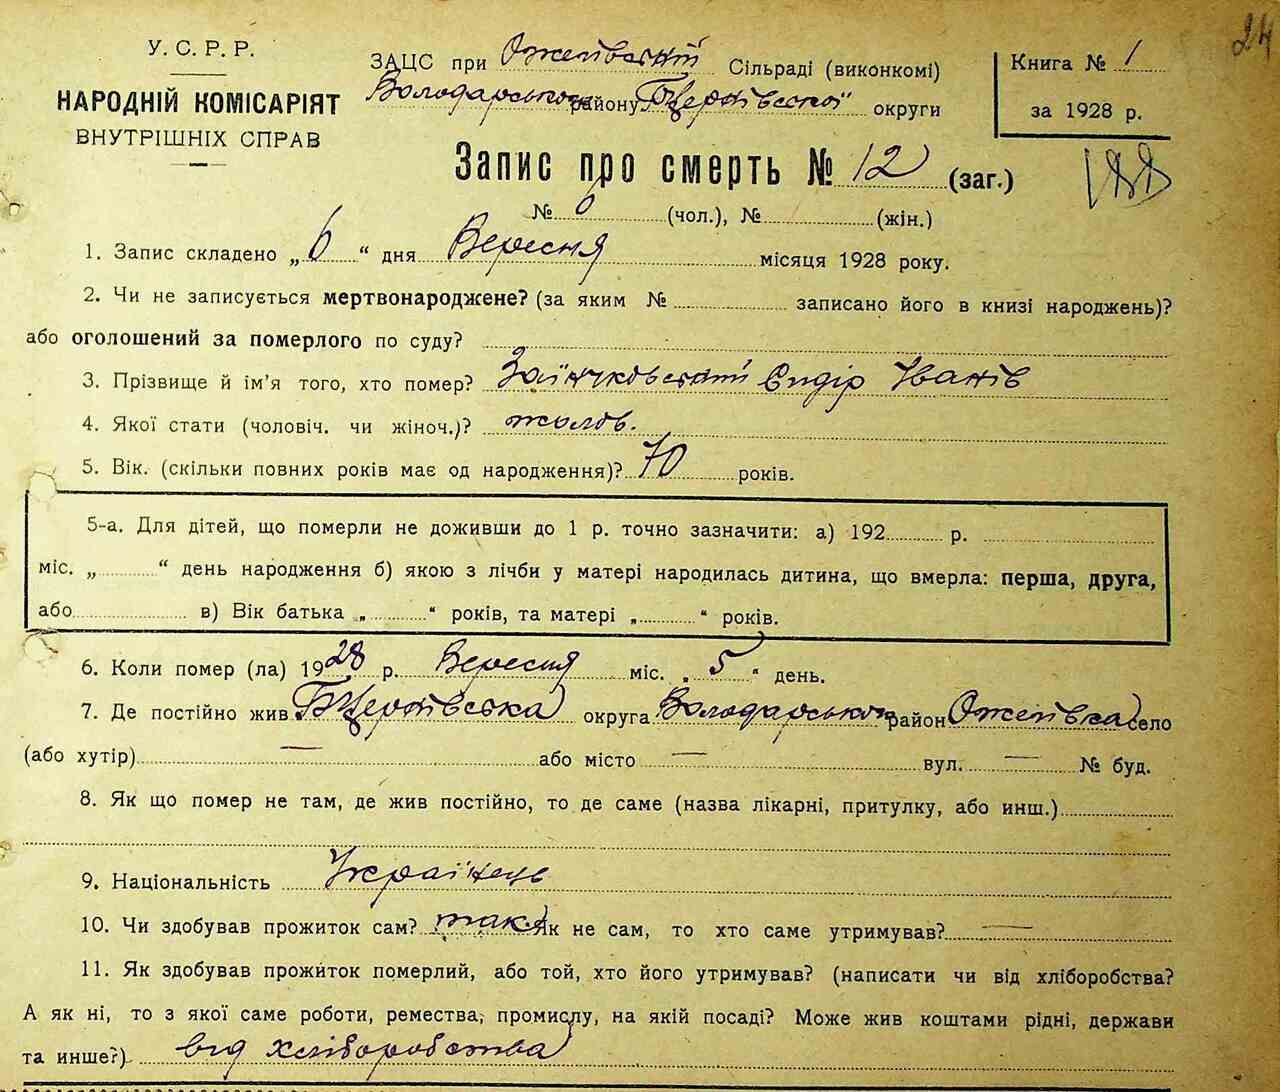 24
У. С. Р. Р.
НАРОДНІЙ КОМІСАРІЯТ
ВНУТРІШНІХ СПРАВ
ЗАЦС при Ожегівській Сільраді (виконкомі)
Володарського району БЦерківської округи
Книга № 1
за 1928 р.
Запис про смерть № 12 (заг.)
№ 6 (чол.), № (жін.)
1. Запис складено „6“ дня Вересня місяця 1928 року.
2. Чи не записується мертвонароджене? (за яким № записано його в книзі народжень)?
або оголошений за померлого по суду?
3. Прізвище й ім'я того, хто помер? Зайчковський Сидір Іванів
4. Якої стати (чоловіч. чи жіноч.)? чолов.
5. Вік. (скільки повних років має од народження)? 70 років.
5-а. Для дітей, що померли не доживши до 1 р. точно зазначити: а) 192 р.
міс. „ “ день народження б) якою з лічби у матері народилась дитина, що вмерла: перша, друга,
або в) Вік батька „ “ років, та матері „ “ років.
6. Коли помер (ла) 1928 р. Вересня міс. „5“ день.
7. Де постійно жив БЦерківська округа Володарського район Ожегівка село
(або хутір) — або місто — вул. — № буд.
8. Як що помер не там, де жив постійно, то де саме (назва лікарні, притулку, або инш.)
9. Національність Українець
10. Чи здобував прожиток сам? так Як не сам, то хто саме утримував? —
11. Як здобував прожиток померлий, або той, хто його утримував? (написати чи від хліборобства?
А як ні, то з якої саме роботи, ремества, промислу, на якій посаді? Може жив коштами рідні, держави
та инше?) від хліборобства